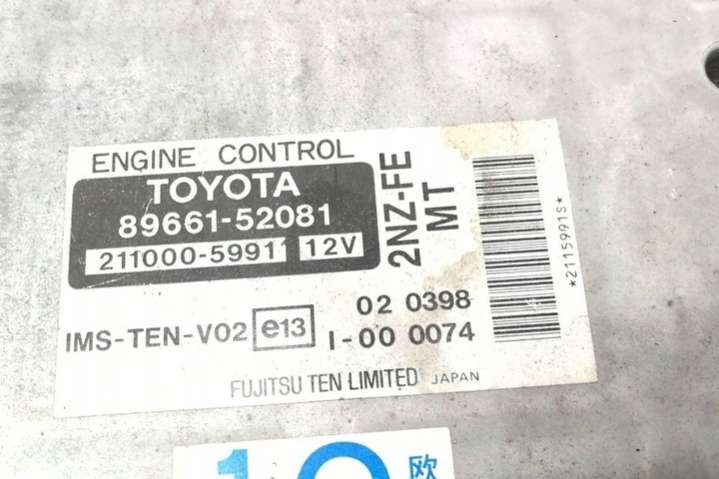 ENGINE CONTROL
TOYOTA
89661-52081
211000-5991 12V
2NZ-FE
MT
IMS-TEN-V02 e13
02 0398
I-00 0074
FUJITSU TEN LIMITED JAPAN
*2115991S*
欧